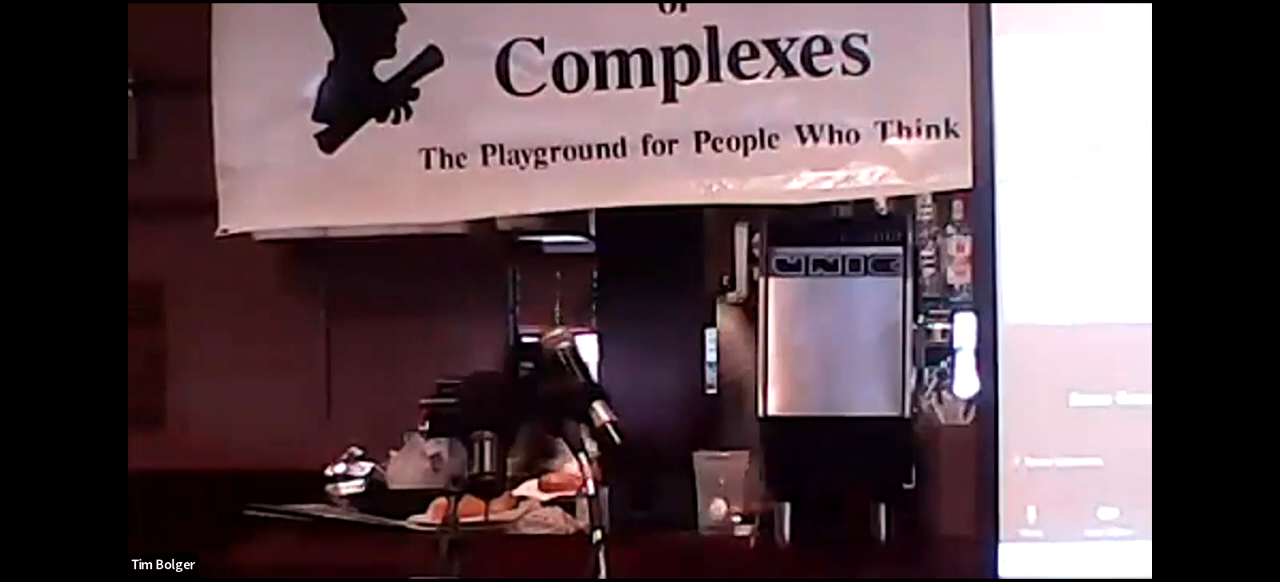 of
Complexes
The Playground for People Who Think
UNIC
Tim Bolger